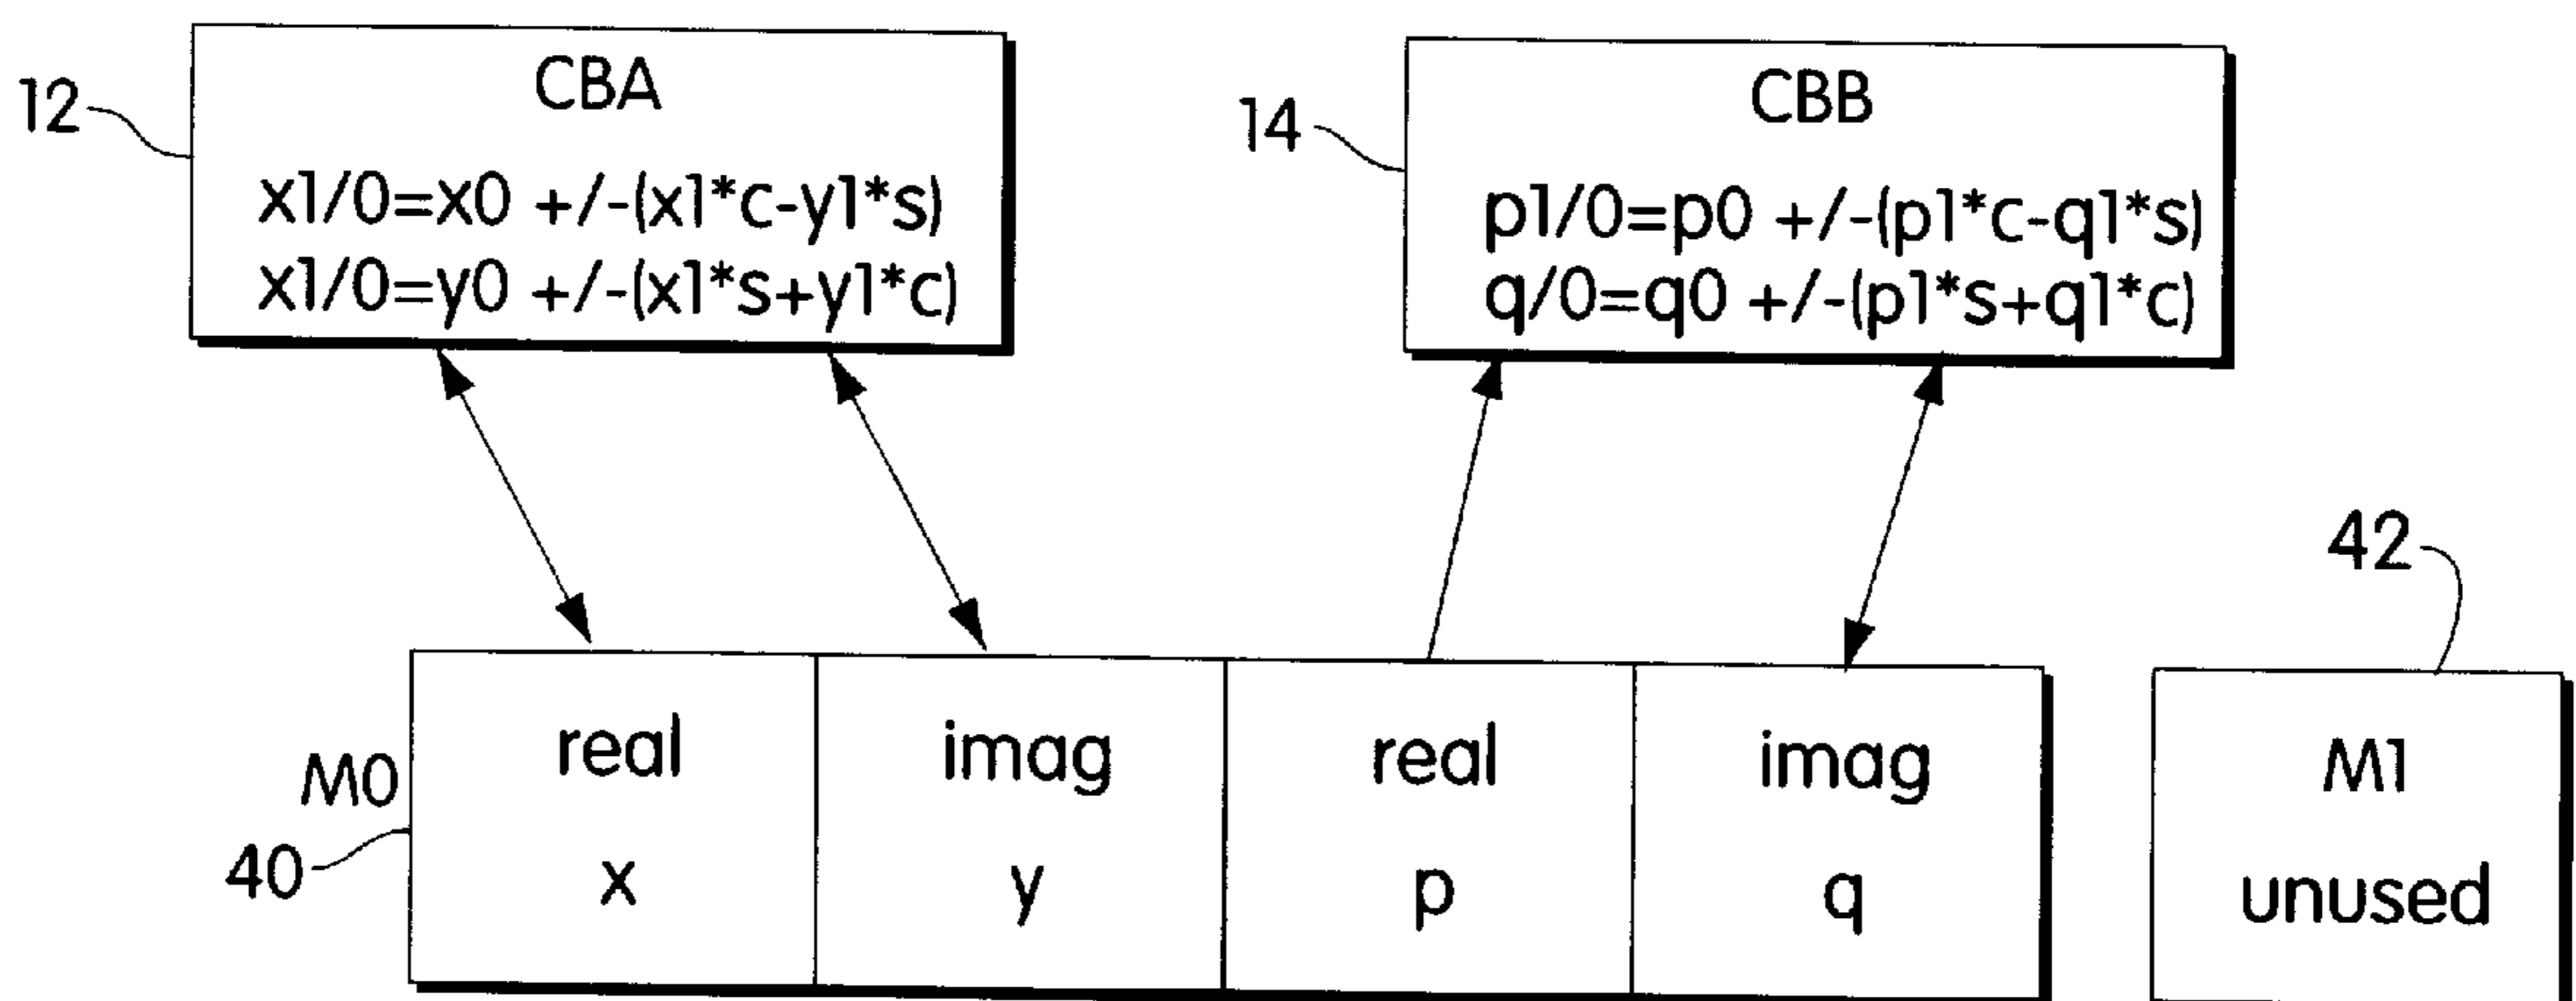 CBA
12
x1/0=x0 +/-(x1*c-y1*s)
x1/0=y0 +/-(x1*s+y1*c)
CBB
14
p1/0=p0 +/-(p1*c-q1*s)
q/0=q0 +/-(p1*s+q1*c)
42
M0
40
real
x
imag
y
real
p
imag
q
M1
unused